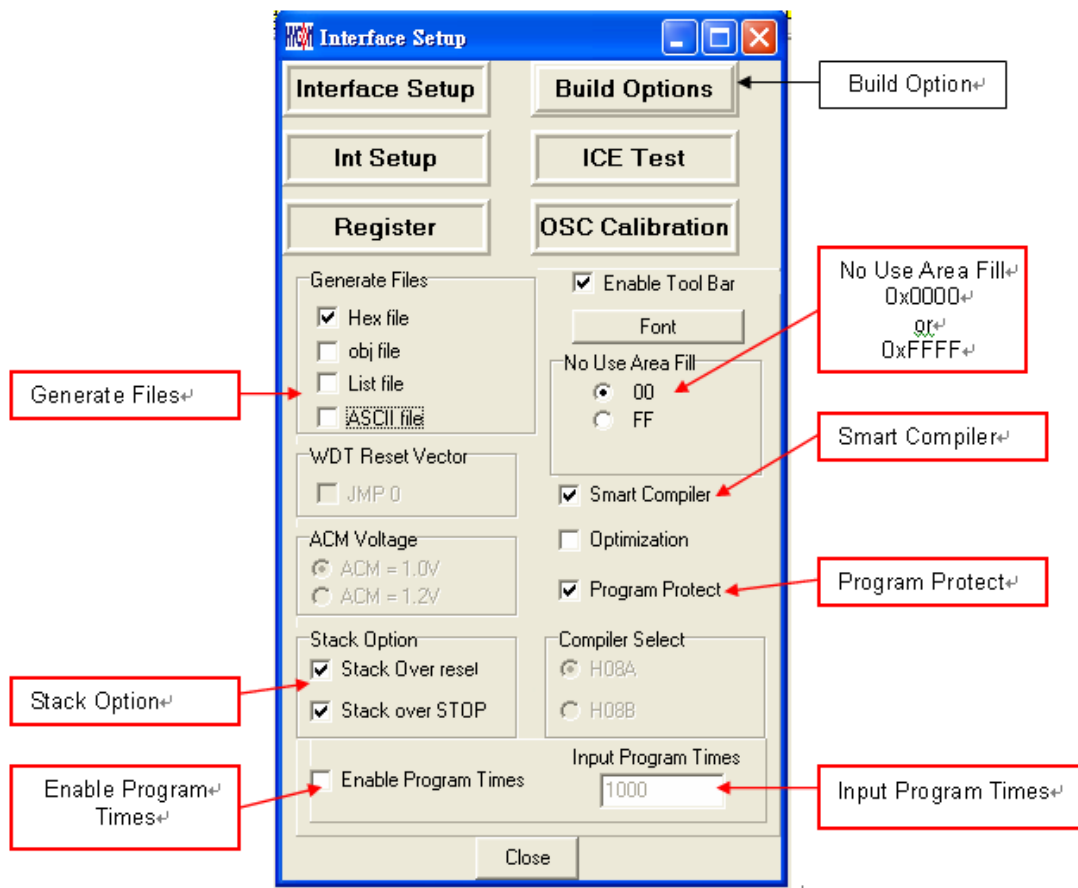 Interface Setup
Interface Setup
Build Options
Build Option↵
Int Setup
ICE Test
Register
OSC Calibration
Generate Files
Hex file
obj file
List file
ASCII file
Generate Files↵
Enable Tool Bar
Font
No Use Area Fill
00
FF
No Use Area Fill↵
0x0000↵
or↵
0xFFFF↵
WDT Reset Vector
JMP 0
Smart Compiler
Smart Compiler↵
Optimization
ACM Voltage
ACM = 1.0V
ACM = 1.2V
Program Protect
Program Protect↵
Stack Option
Stack Over reset
Stack over STOP
Stack Option↵
Compiler Select
H08A
H08B
Enable Program Times
Enable Program↵
Times↵
Input Program Times
1000
Input Program Times↵
Close